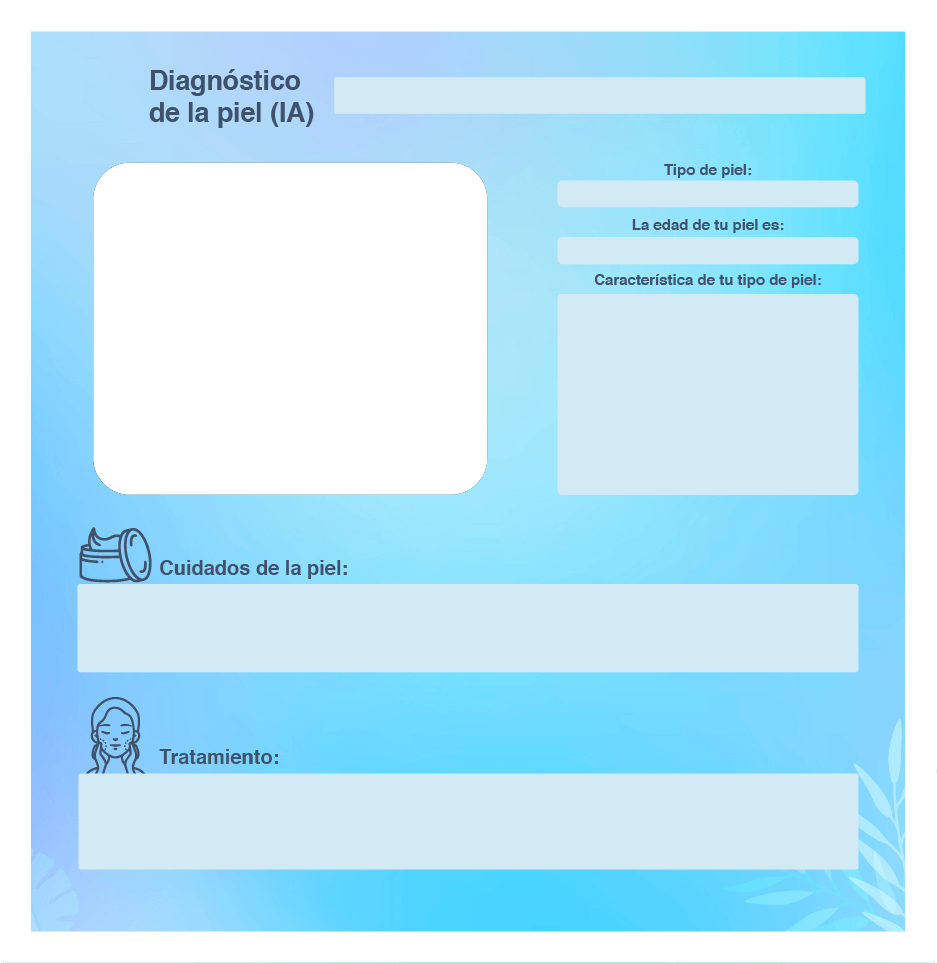 Diagnóstico
de la piel (IA)
Tipo de piel:
La edad de tu piel es:
Característica de tu tipo de piel:
Cuidados de la piel:
Tratamiento: